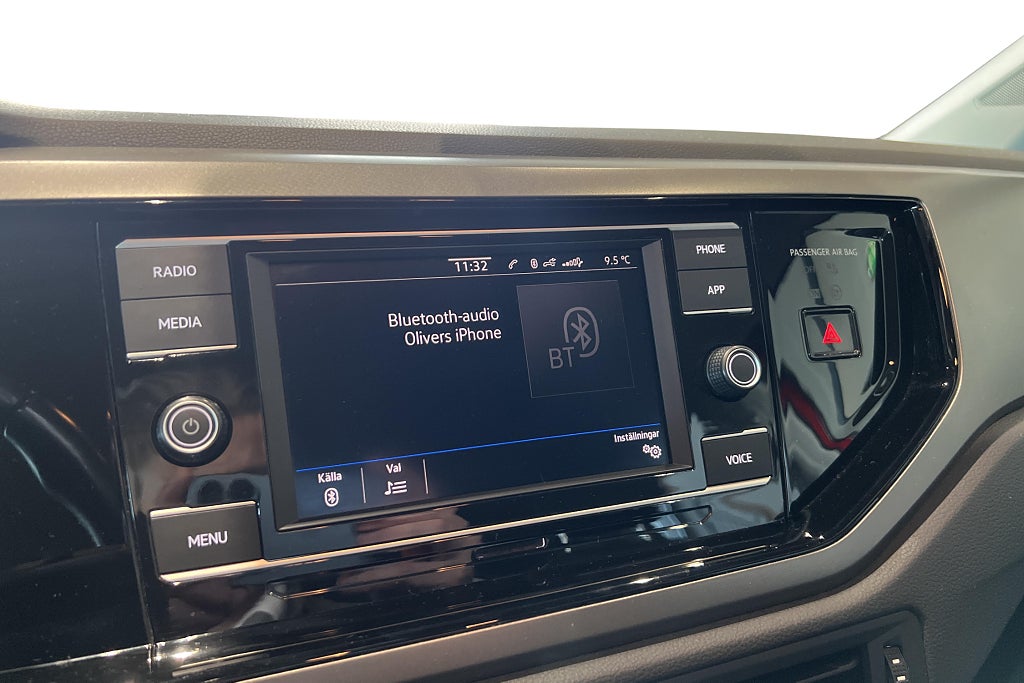 RADIO
MEDIA
MENU
11:32
9.5 °C
Bluetooth-audio
Olivers iPhone
BT
Källa
Val
Inställningar
PHONE
APP
VOICE
PASSENGER AIR BAG